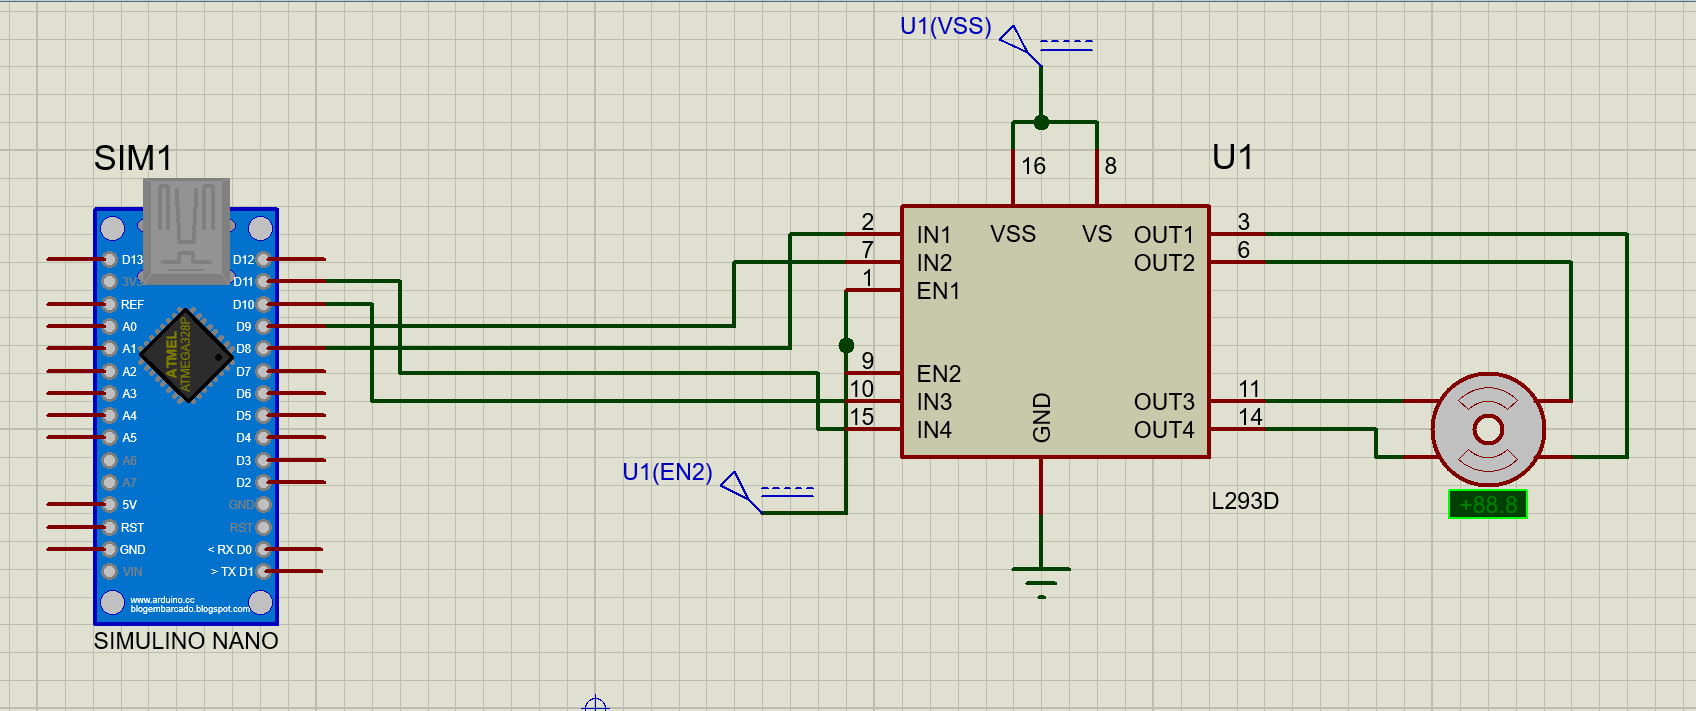 U1(VSS)
SIM1
U1
16
8
2
IN1
VSS
VS
OUT1
3
7
IN2
OUT2
6
1
EN1
9
EN2
10
IN3
OUT3
11
15
IN4
GND
OUT4
14
U1(EN2)
L293D
+88.8
D13
D12
3V3
D11
REF
D10
A0
D9
A1
D8
A2
D7
A3
D6
A4
D5
A5
D4
A6
D3
A7
D2
5V
GND
RST
RST
GND
< RX D0
VIN
> TX D1
ATMEL
ATMEGA328P
www.arduino.cc
blogembarcado.blogspot.com
SIMULINO NANO